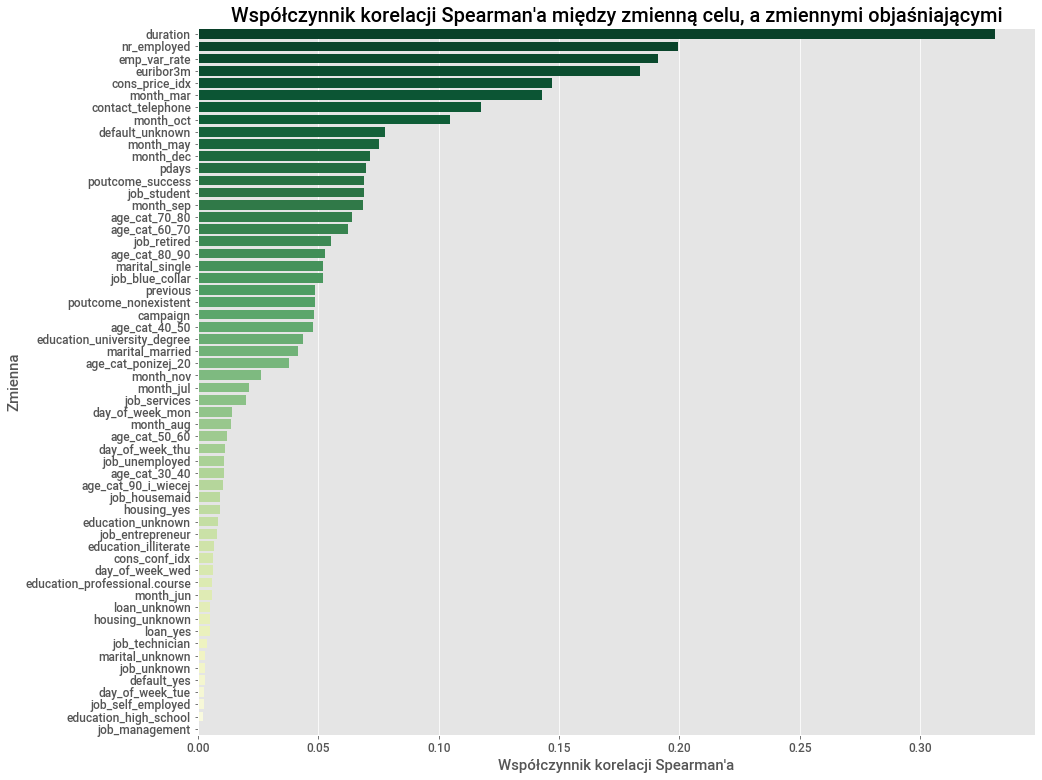 Współczynnik korelacji Spearman'a między zmienną celu, a zmiennymi objaśniającymi
duration
nr_employed
emp_var_rate
euribor3m
cons_price_idx
month_mar
contact_telephone
month_oct
default_unknown
month_may
month_dec
pdays
poutcome_success
job_student
month_sep
age_cat_70_80
age_cat_60_70
job_retired
age_cat_80_90
marital_single
job_blue_collar
previous
poutcome_nonexistent
campaign
age_cat_40_50
education_university_degree
marital_married
age_cat_ponizej_20
month_nov
month_jul
job_services
day_of_week_mon
month_aug
age_cat_50_60
day_of_week_thu
job_unemployed
age_cat_30_40
age_cat_90_i_wiecej
job_housemaid
housing_yes
education_unknown
job_entrepreneur
education_illiterate
cons_conf_idx
day_of_week_wed
education_professional.course
month_jun
loan_unknown
housing_unknown
loan_yes
job_technician
marital_unknown
job_unknown
default_yes
day_of_week_tue
job_self_employed
education_high_school
job_management
Zmienna
0.00 0.05 0.10 0.15 0.20 0.25 0.30
Współczynnik korelacji Spearman'a